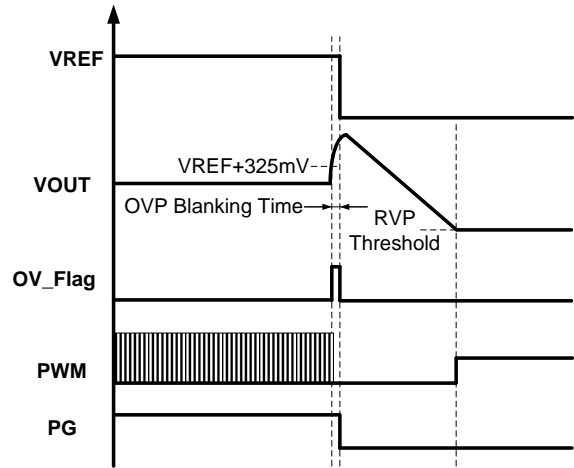 VREF
VREF+325mV
VOUT
OVP Blanking Time
RVP
Threshold
OV_Flag
PWM
PG